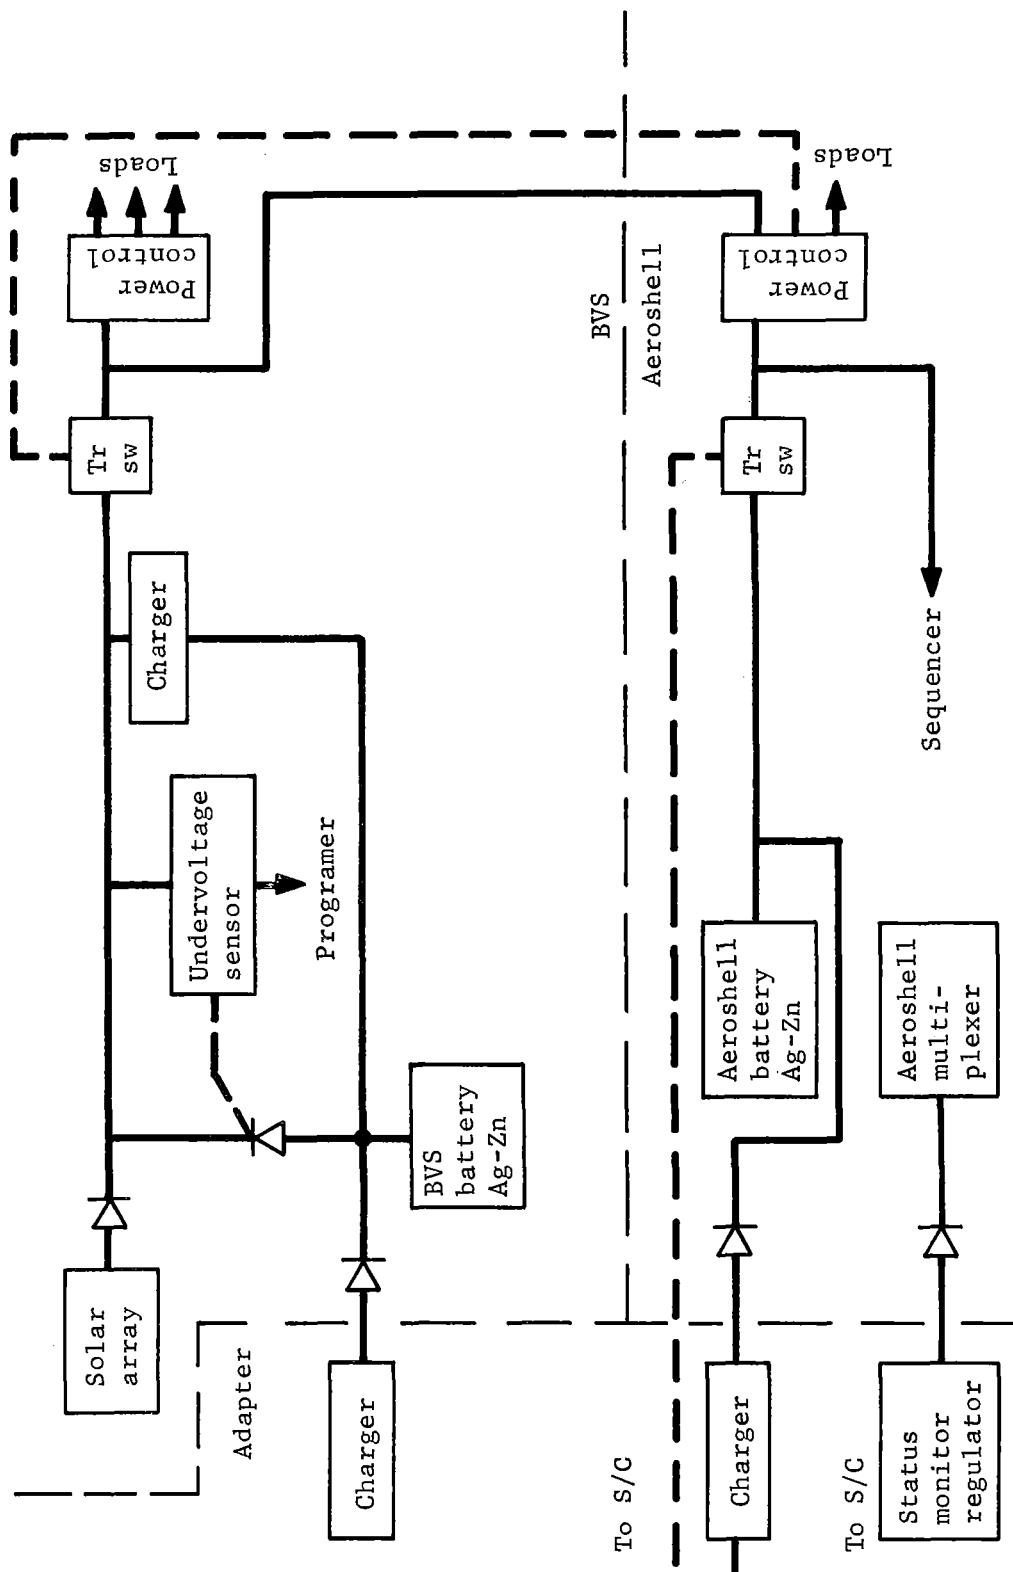 Solar
array
Adapter
Charger
BVS
battery
Ag-Zn
Undervoltage
sensor
Programer
Charger
Tr
sw
Power
control
Loads
BVS
Aeroshell
To S/C
Charger
Aeroshell
battery
Ag-Zn
Tr
sw
Power
control
Loads
Sequencer
To S/C
Status
monitor
regulator
Aeroshell
multi-
plexer